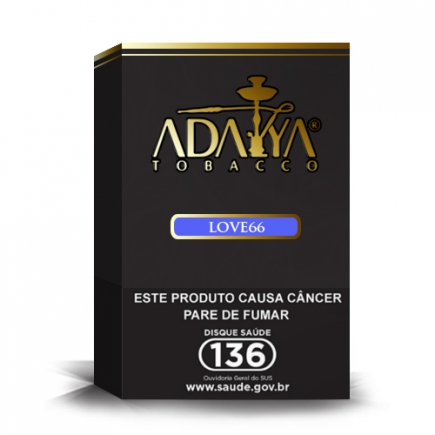 ADALYA®
TOBACCO
LOVE66
ESTE PRODUTO CAUSA CÂNCER
PARE DE FUMAR
DISQUE SAÚDE
136
Ouvidoria Geral do SUS
www.saude.gov.br